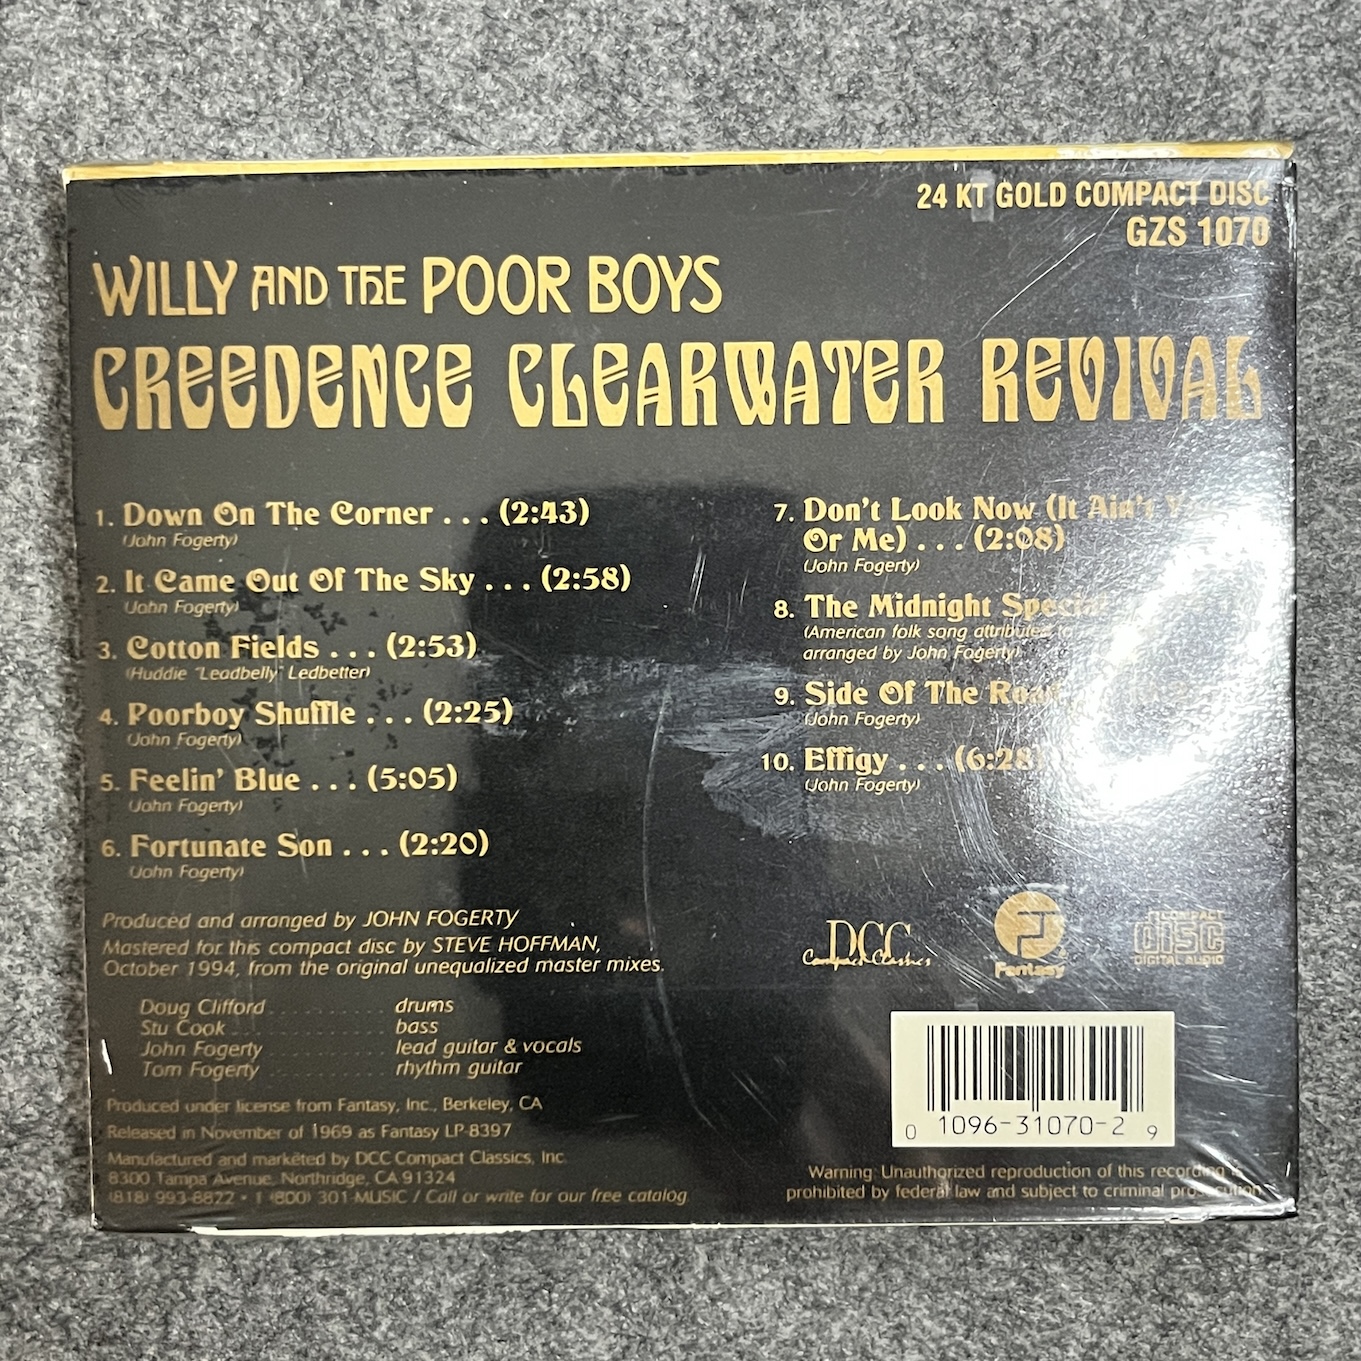 24 KT GOLD COMPACT DISC
GZS 1070
WILLY AND THE POOR BOYS
CREEDENCE CLEARWATER REVIVAL
1. Down On The Corner . . . (2:43)
(John Fogerty)
2. It Came Out Of The Sky . . . (2:58)
(John Fogerty)
3. Cotton Fields . . . (2:53)
(Huddie "Leadbelly" Ledbetter)
4. Poorboy Shuffle . . . (2:25)
(John Fogerty)
5. Feelin' Blue . . . (5:05)
(John Fogerty)
6. Fortunate Son . . . (2:20)
(John Fogerty)
7. Don't Look Now (It Ain't
Or Me) . . . (2:08)
(John Fogerty)
8. The Midnight Special
(American folk song attributed to
arranged by John Fogerty)
9. Side Of The Road
(John Fogerty)
10. Effigy . . . (6:28)
(John Fogerty)
Produced and arranged by JOHN FOGERTY
Mastered for this compact disc by STEVE HOFFMAN,
October 1994, from the original unequalized master mixes.
Doug Clifford . . . . . . . . . . . drums
Stu Cook . . . . . . . . . . . bass
John Fogerty . . . . . . . . . . . lead guitar & vocals
Tom Fogerty . . . . . . . . . . . rhythm guitar
Produced under license from Fantasy, Inc., Berkeley, CA
Released in November of 1969 as Fantasy LP-8397
Manufactured and marketed by DCC Compact Classics, Inc.
8300 Tampa Avenue, Northridge, CA 91324
(818) 993-8822 • 1 (800) 301-MUSIC / Call or write for our free catalog.
DCC
Compact Classics
Fantasy
COMPACT
disc
DIGITAL AUDIO
0 1096-31070-2 9
Warning: Unauthorized reproduction of this recording is
prohibited by federal law and subject to criminal prosecution.